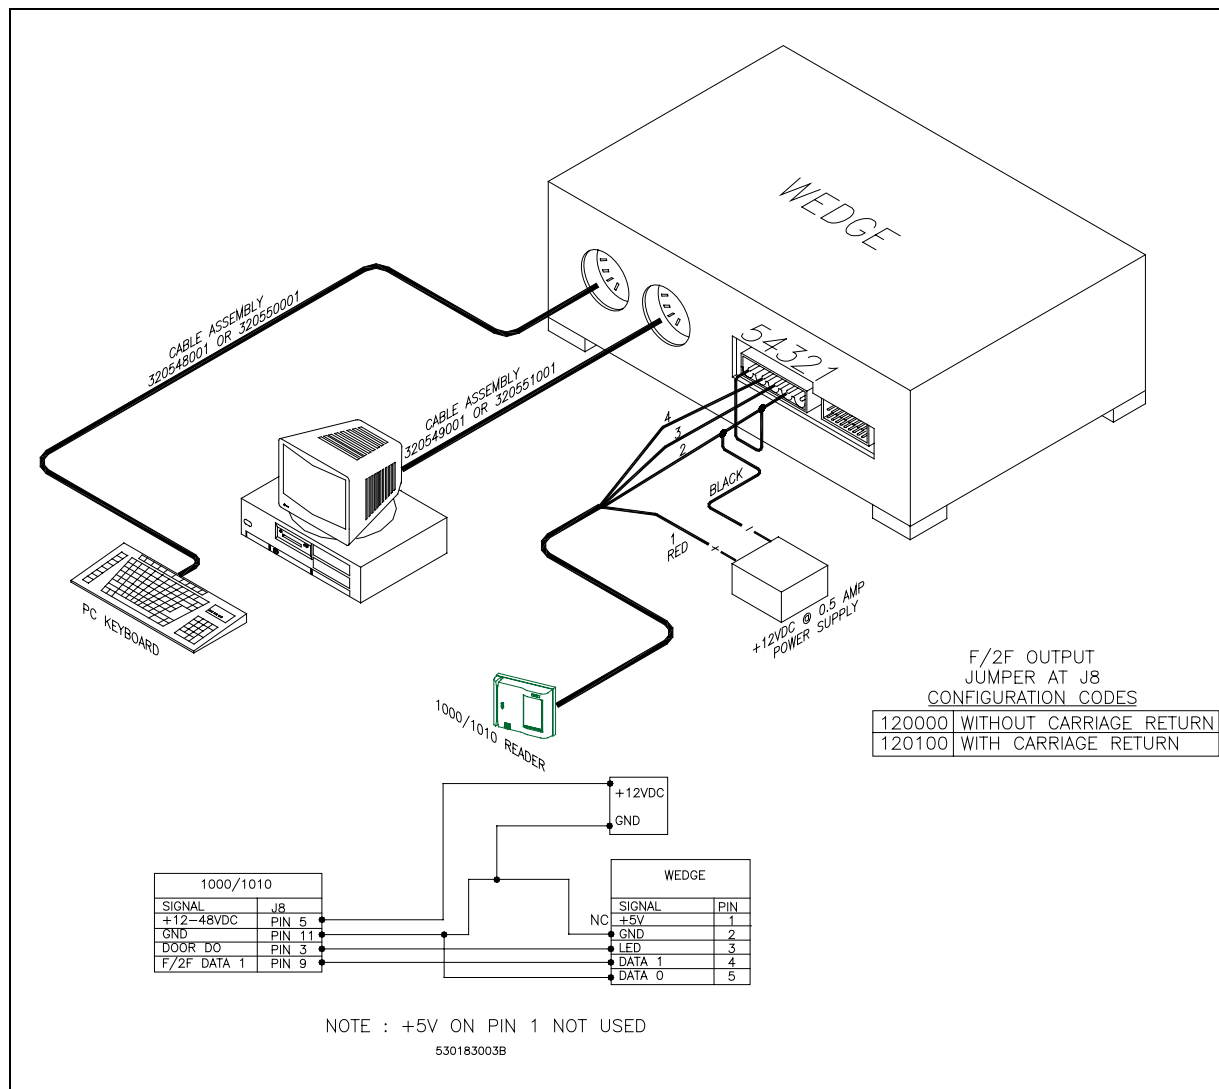 WEDGE
54321
CABLE ASSEMBLY
320548001 OR 320550001
CABLE ASSEMBLY
320549001 OR 320551001
4
3
2
BLACK
1
RED
+12VDC @ 0.5 AMP
POWER SUPPLY
PC KEYBOARD
1000/1010 READER
F/2F OUTPUT
JUMPER AT J8
CONFIGURATION CODES
120000 WITHOUT CARRIAGE RETURN
120100 WITH CARRIAGE RETURN
+12VDC
GND
1000/1010
SIGNAL J8
+12-48VDC PIN 5
GND PIN 11
DOOR DO PIN 3
F/2F DATA 1 PIN 9
WEDGE
SIGNAL PIN
NC +5V 1
GND 2
LED 3
DATA 1 4
DATA 0 5
NOTE : +5V ON PIN 1 NOT USED
530183003B